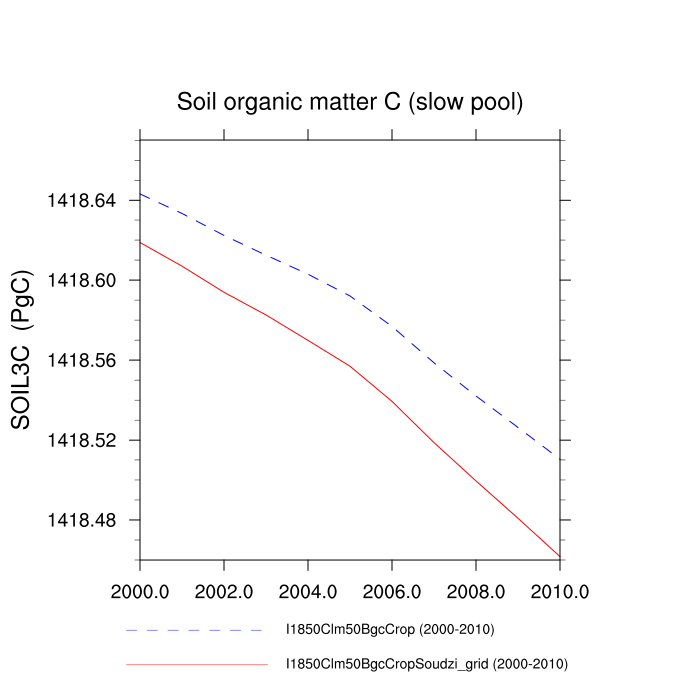 Soil organic matter C (slow pool)
SOIL3C (PgC)
1418.64
1418.60
1418.56
1418.52
1418.48
2000.0 2002.0 2004.0 2006.0 2008.0 2010.0
I1850Clm50BgcCrop (2000-2010)
I1850Clm50BgcCropSoudzi_grid (2000-2010)